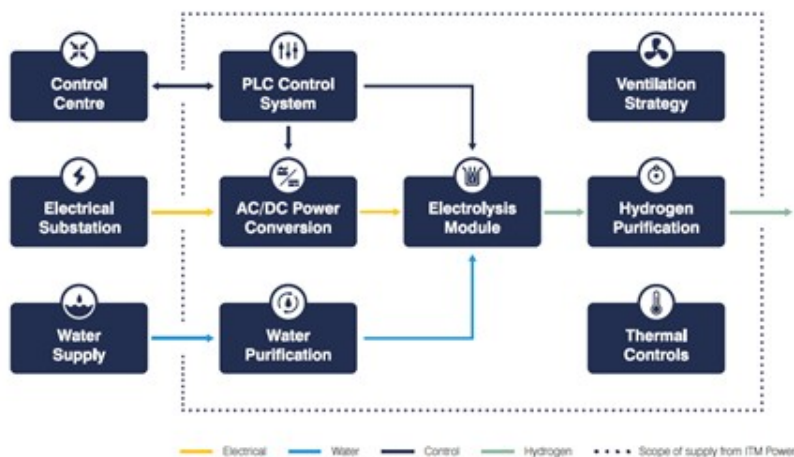 Control
Centre
PLC Control
System
Ventilation
Strategy
Electrical
Substation
AC/DC Power
Conversion
Electrolysis
Module
Hydrogen
Purification
Water
Supply
Water
Purification
Thermal
Controls
Electrical
Water
Control
Hydrogen
Scope of supply from ITM Power